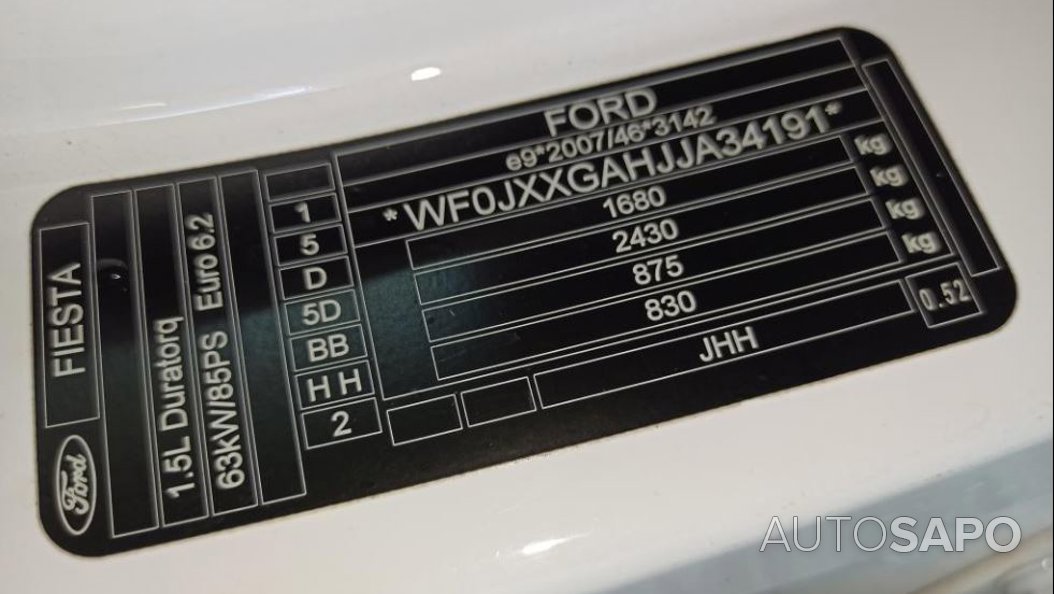 FORD
e9*2007/46*3142
*WF0JXXGAHJJA34191*
1680 kg
2430 kg
875 kg
830 kg
JHH
0.52
1
5
D
5D
BB
HH
2
63kW/85PS Euro 6.2
1.5L Duratorq
FIESTA
Ford
AUTOSAPO